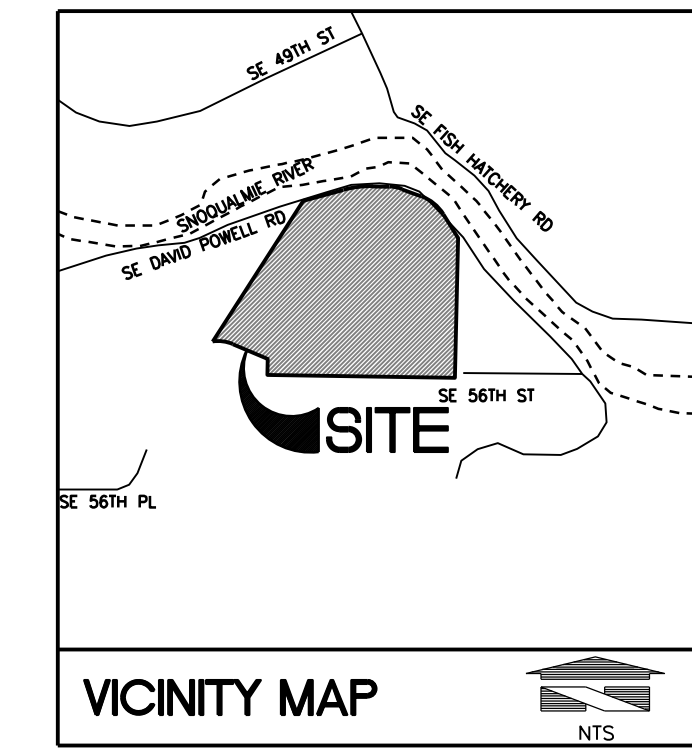 SE 49TH ST
SE FISH HATCHERY RD
SNOQUALMIE RIVER
SE DAVID POWELL RD
SE 56TH ST
SITE
SE 56TH PL
VICINITY MAP
NTS